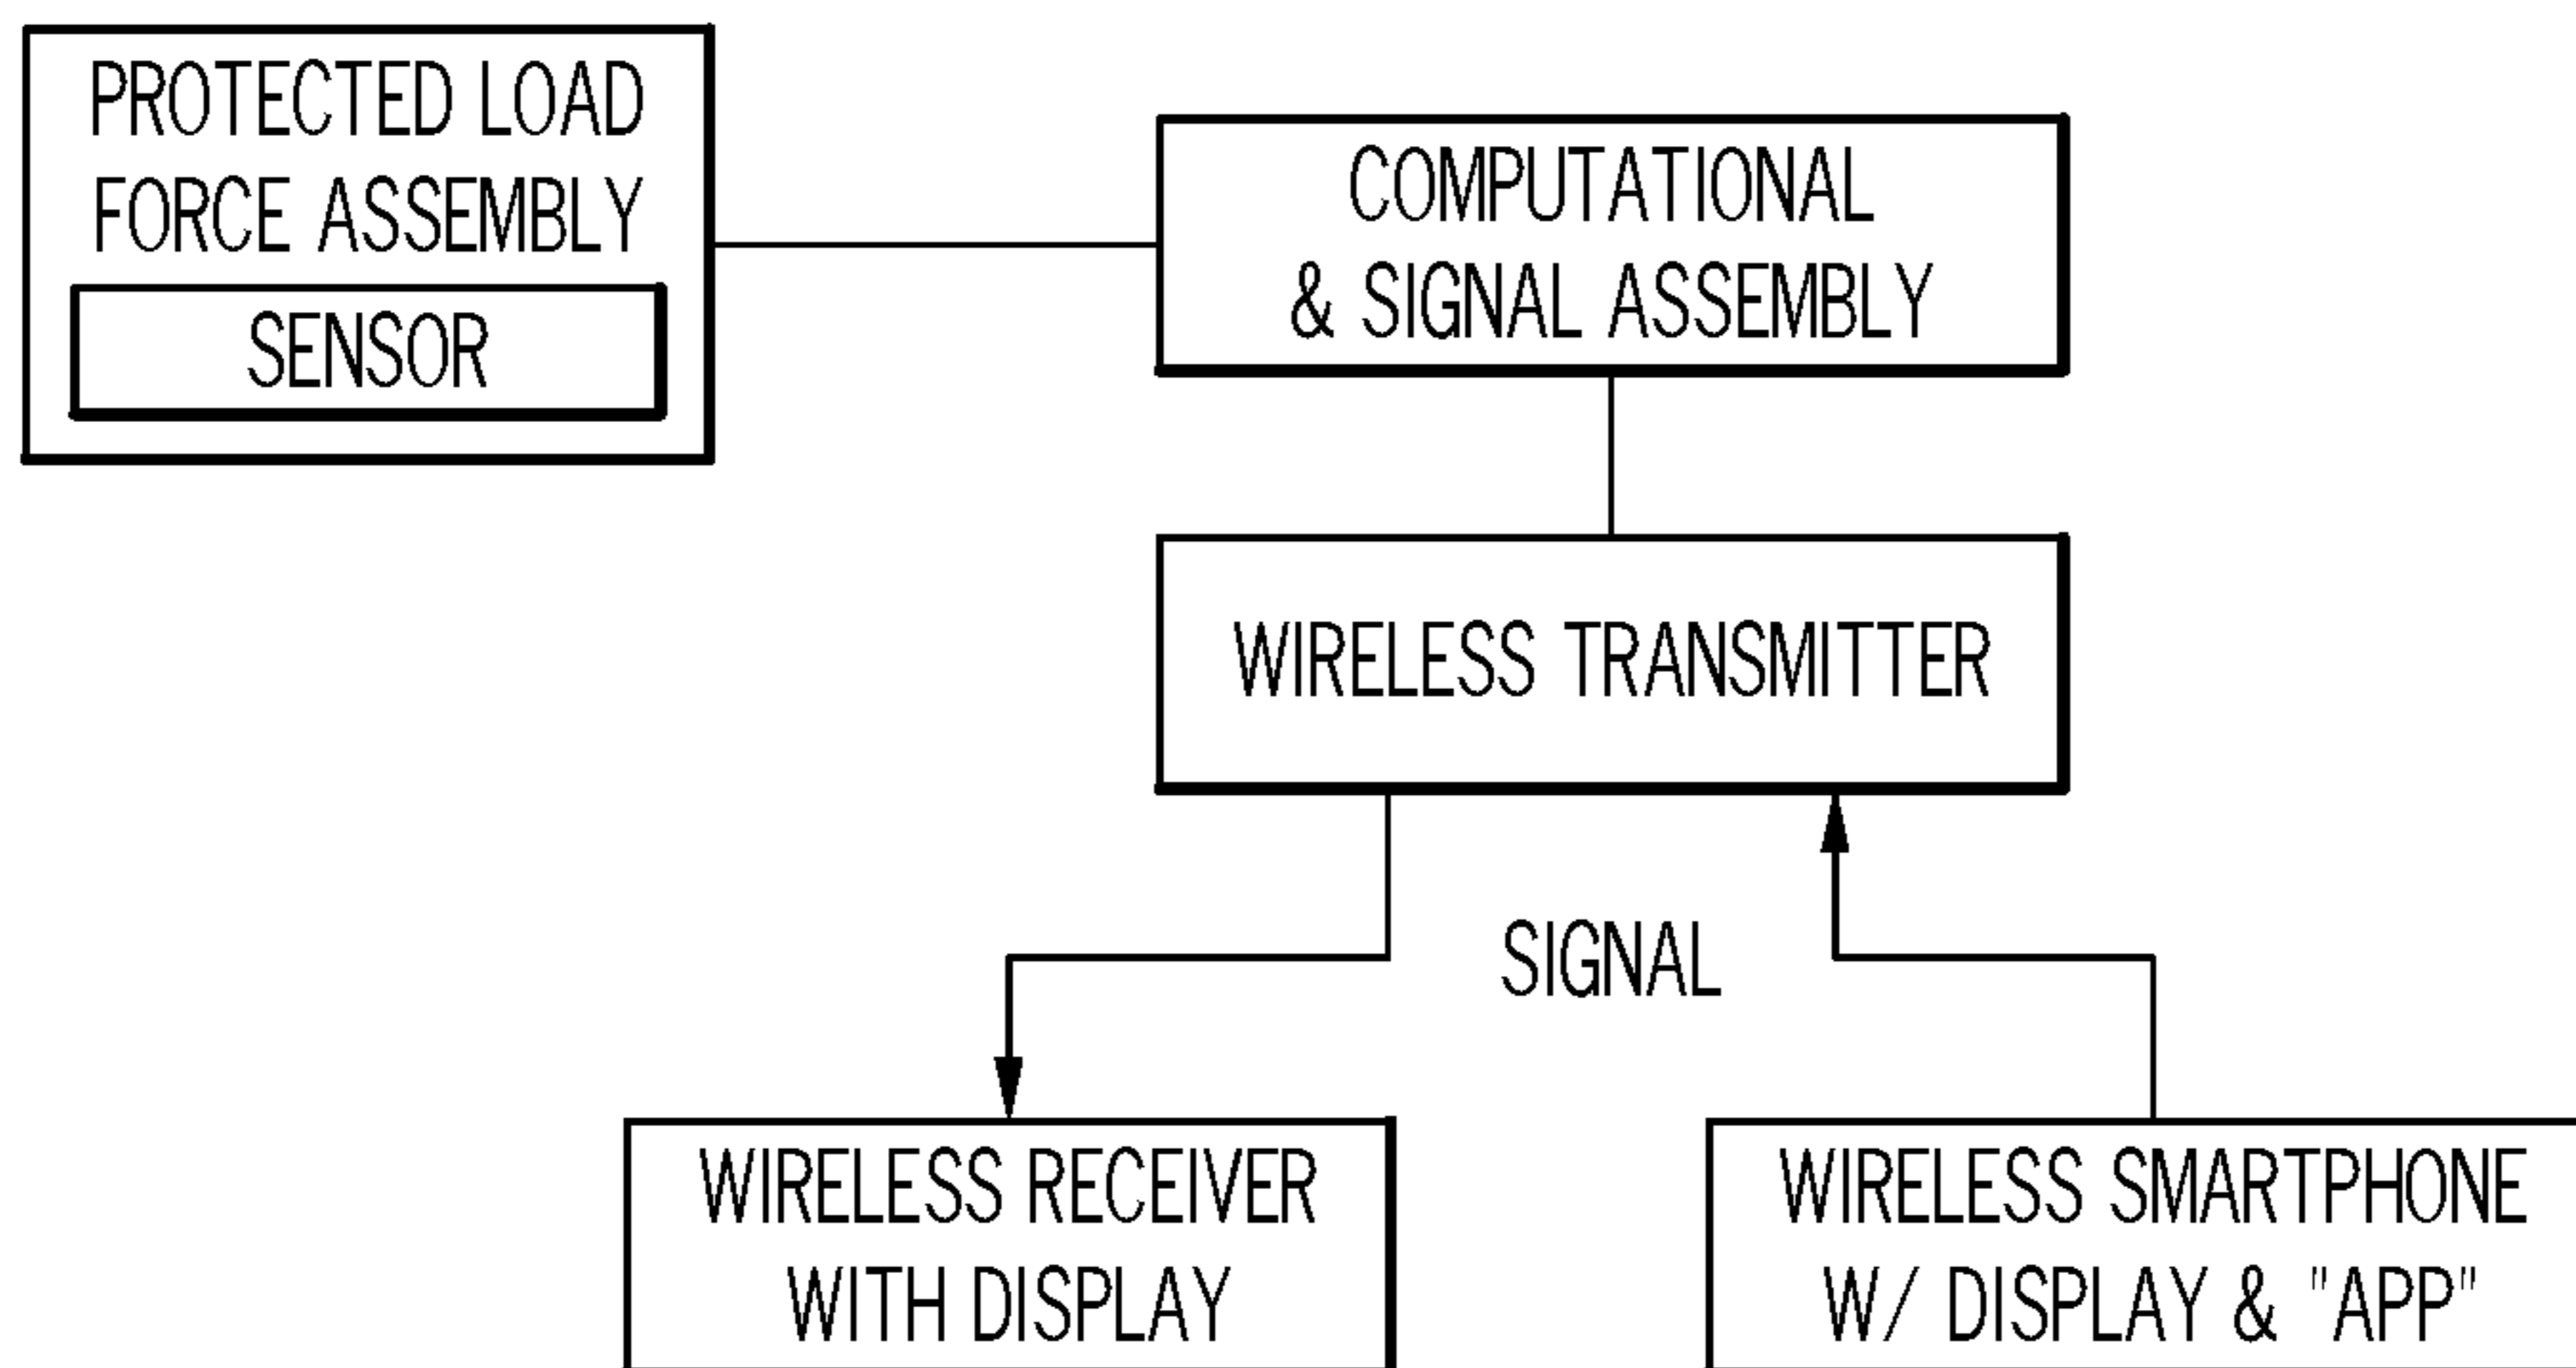 PROTECTED LOAD
FORCE ASSEMBLY
SENSOR
COMPUTATIONAL
& SIGNAL ASSEMBLY
WIRELESS TRANSMITTER
SIGNAL
WIRELESS RECEIVER
WITH DISPLAY
WIRELESS SMARTPHONE
W/ DISPLAY & "APP"